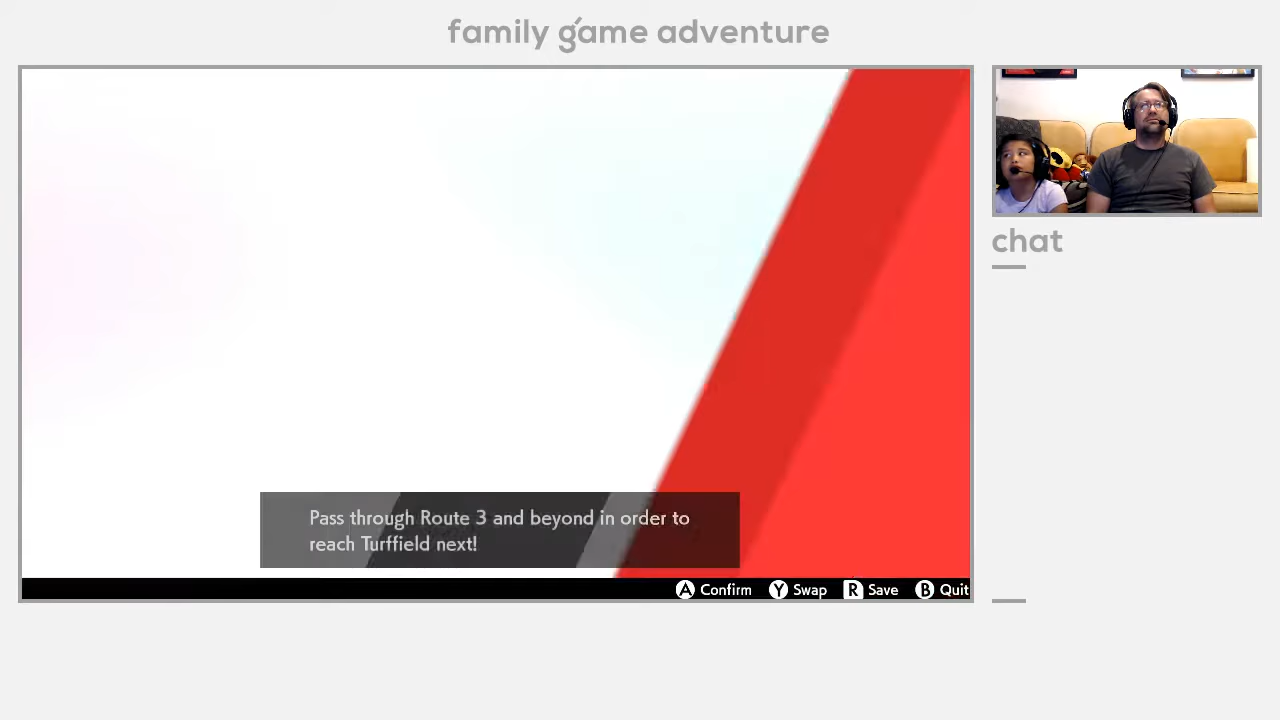 family game adventure
chat
Pass through Route 3 and beyond in order to
reach Turffield next!
A Confirm Y Swap R Save B Quit